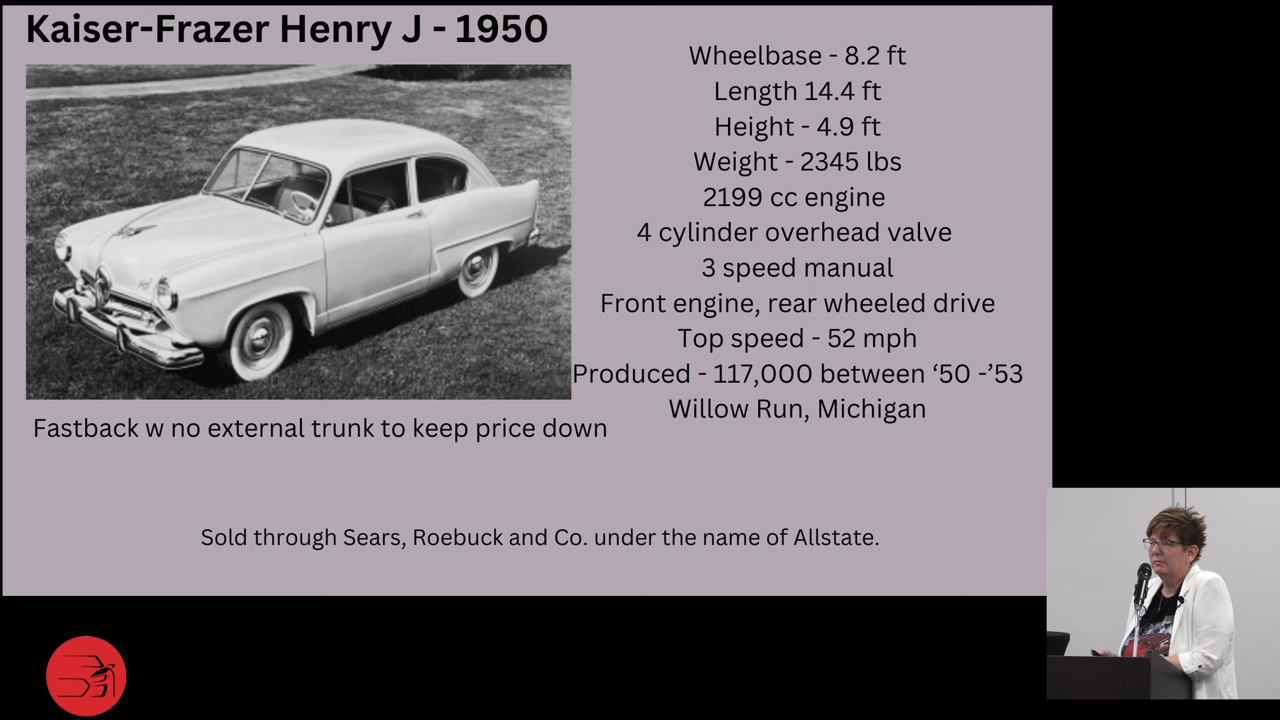 Kaiser-Frazer Henry J - 1950
Wheelbase - 8.2 ft
Length 14.4 ft
Height - 4.9 ft
Weight - 2345 lbs
2199 cc engine
4 cylinder overhead valve
3 speed manual
Front engine, rear wheeled drive
Top speed - 52 mph
Produced - 117,000 between ‘50 -’53
Willow Run, Michigan
Fastback w no external trunk to keep price down
Sold through Sears, Roebuck and Co. under the name of Allstate.